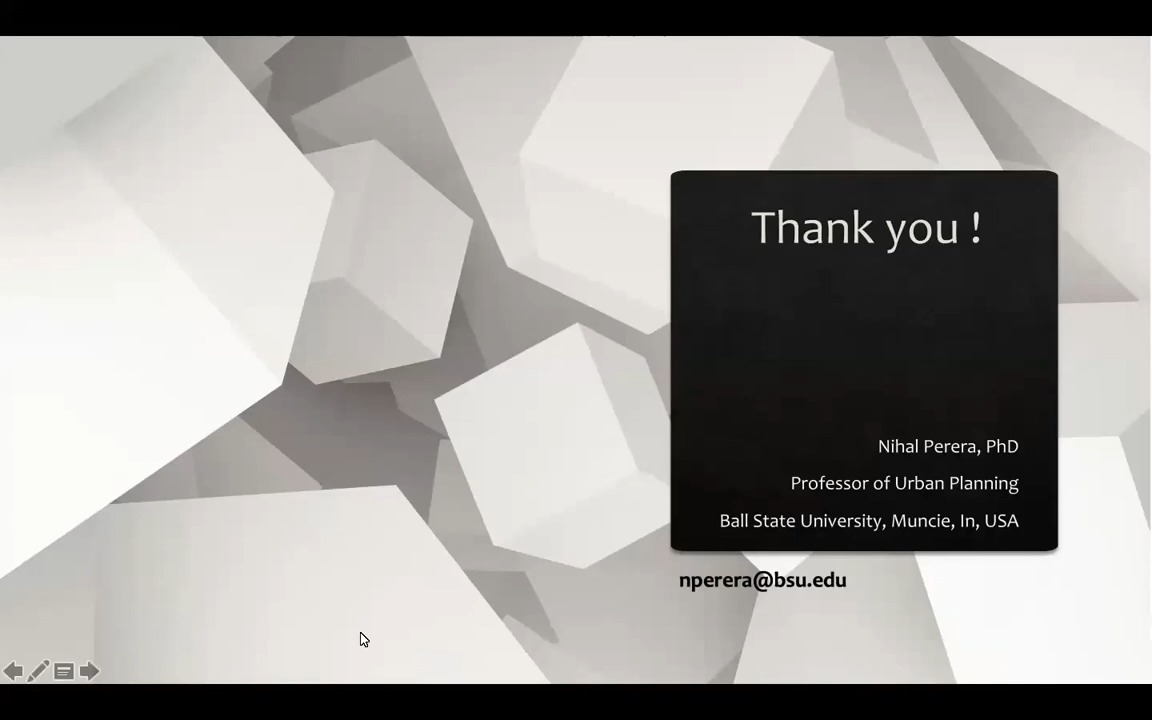 Thank you !
Nihal Perera, PhD
Professor of Urban Planning
Ball State University, Muncie, In, USA
nperera@bsu.edu